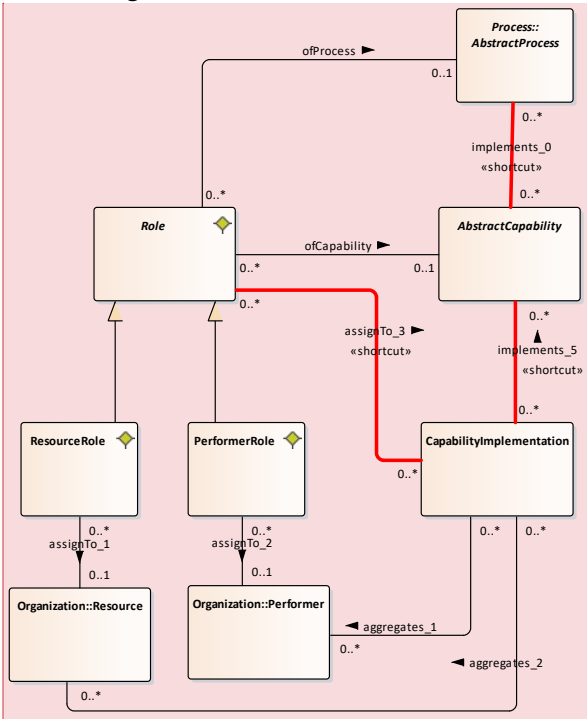 Process::
AbstractProcess
ofProcess ►
0..1
0..*
implements_0
«shortcut»
0..*
0..*
Role
AbstractCapability
ofCapability ►
0..*
0..1
0..*
0..*
assignTo_3 ►
«shortcut»
▲
implements_5
«shortcut»
0..*
ResourceRole
PerformerRole
CapabilityImplementation
0..*
0..*
assignTo_1
0..1
0..*
assignTo_2
0..1
0..*
0..*
Organization::Resource
Organization::Performer
◄ aggregates_1
0..*
◄ aggregates_2
0..*